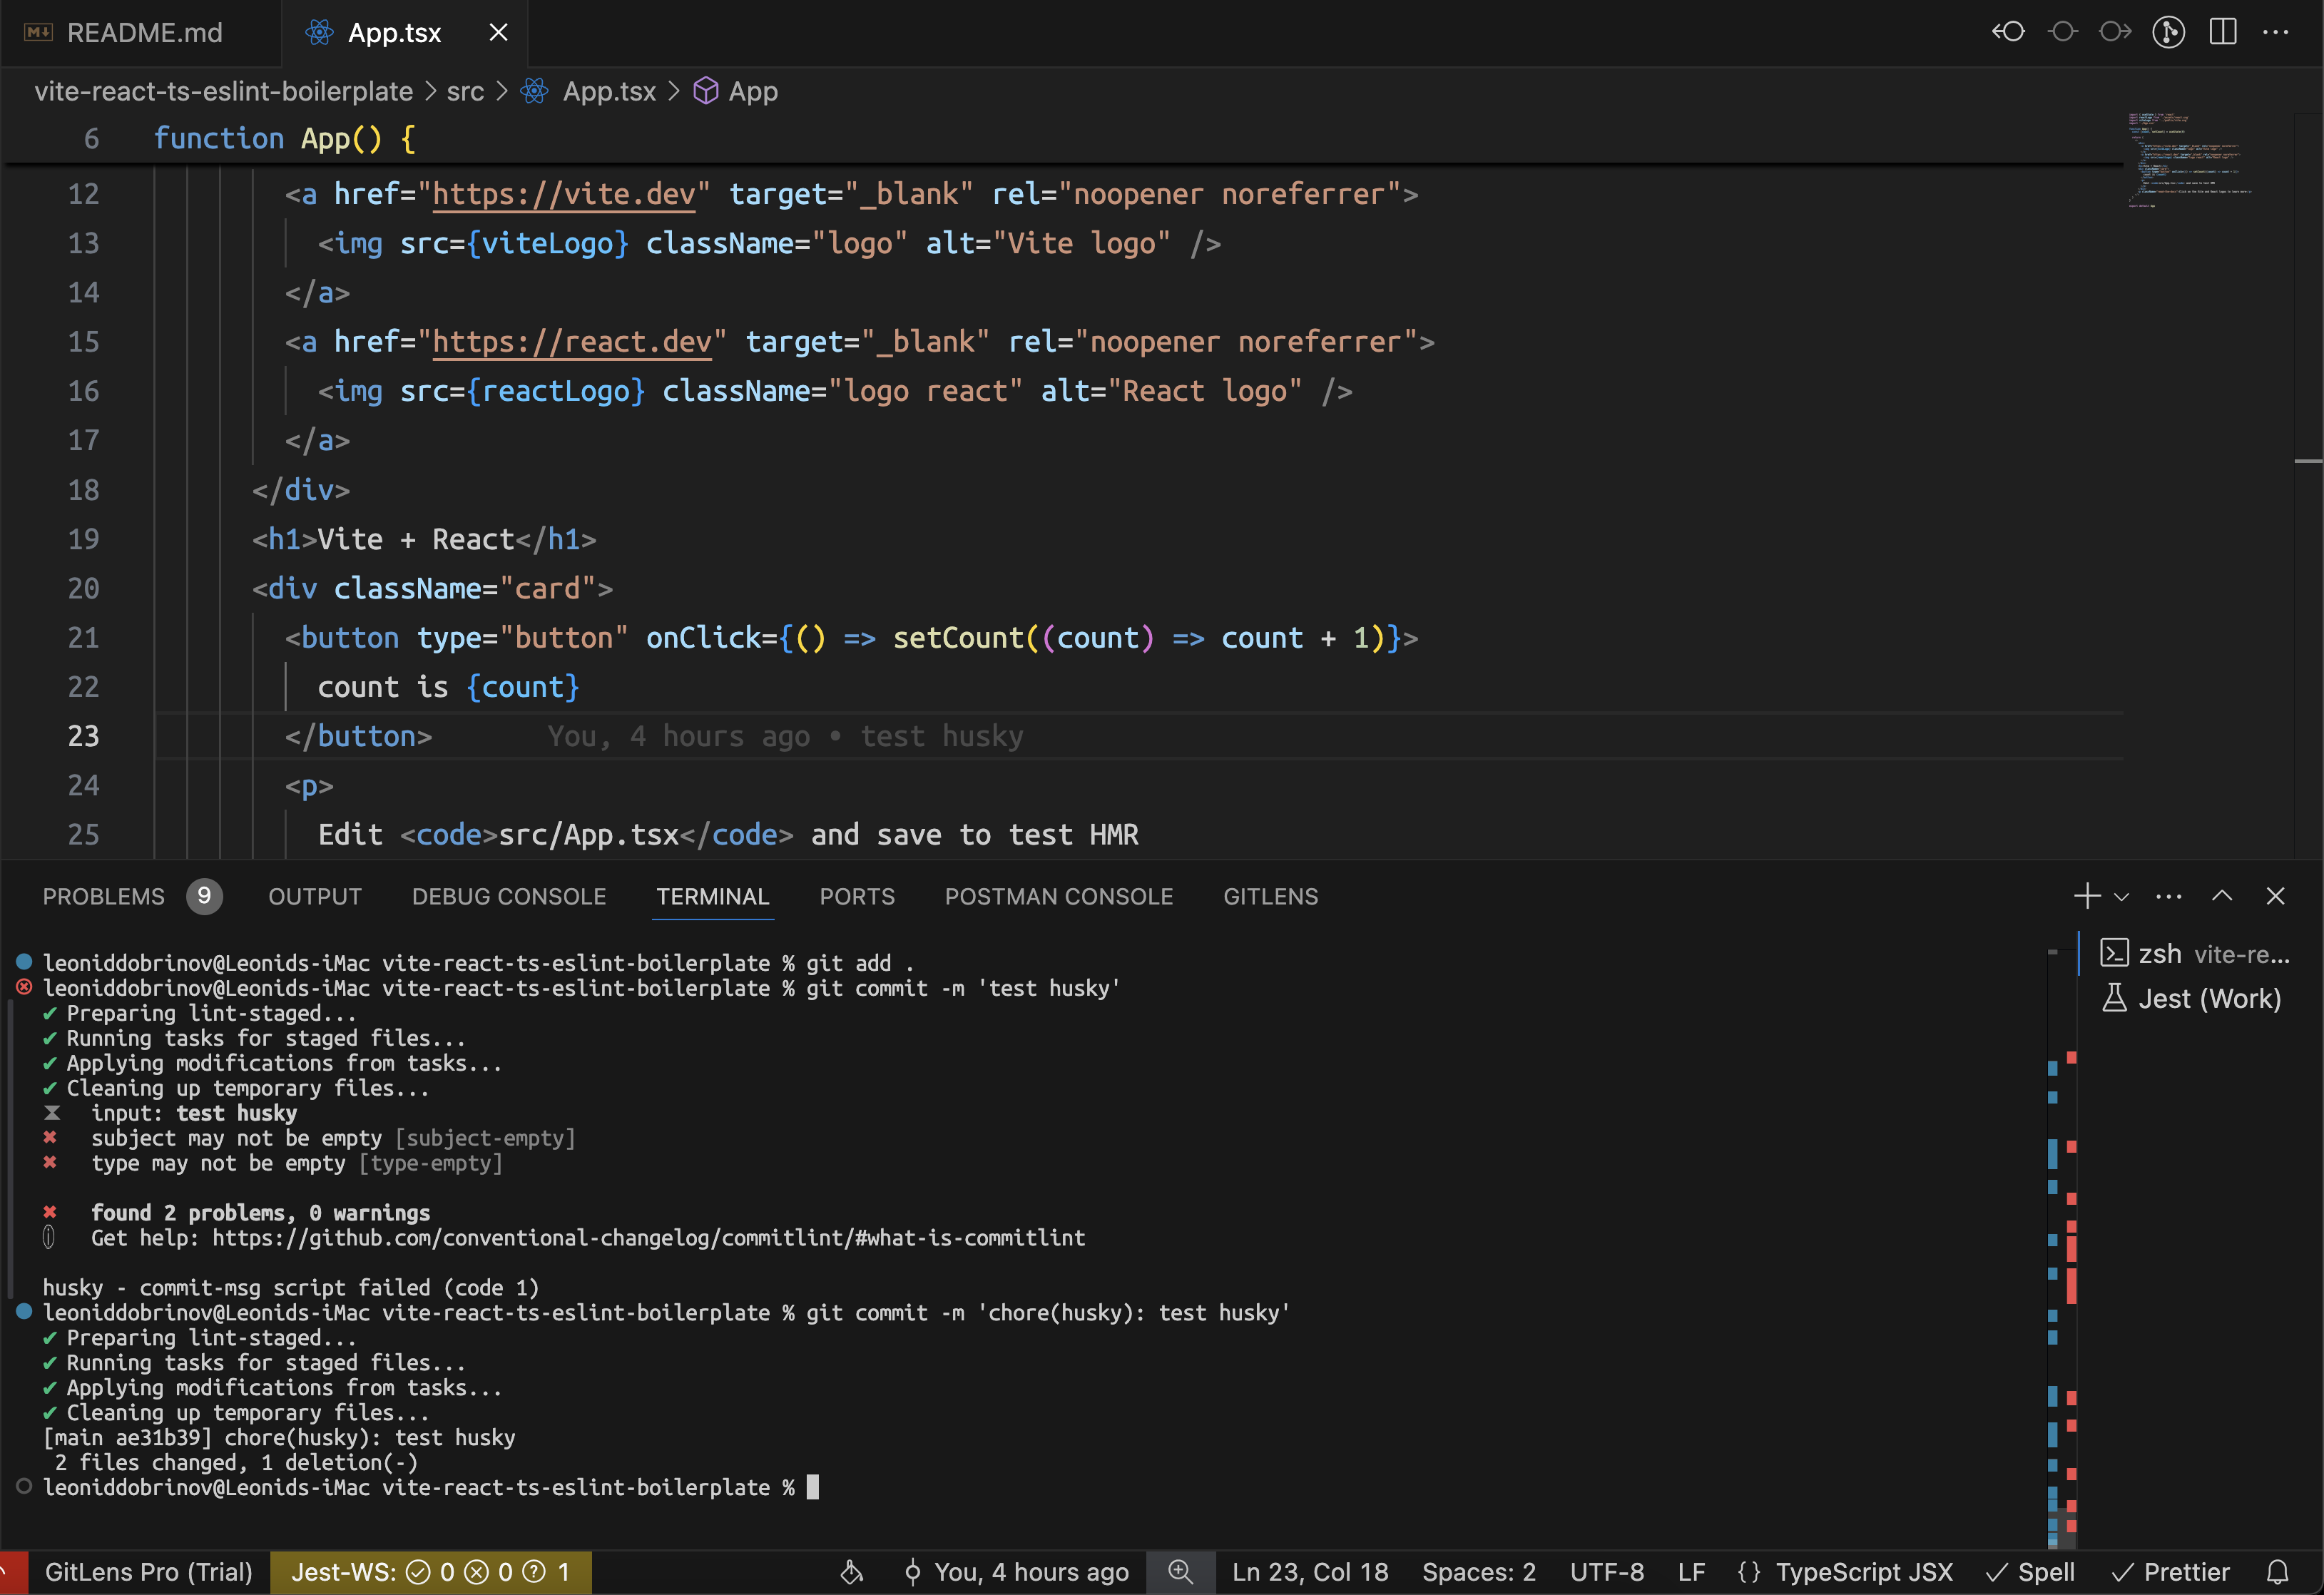 README.md App.tsx
vite-react-ts-eslint-boilerplate > src > App.tsx > App
6 function App() {
12 <a href="https://vite.dev" target="_blank" rel="noopener noreferrer">
13 <img src={viteLogo} className="logo" alt="Vite logo" />
14 </a>
15 <a href="https://react.dev" target="_blank" rel="noopener noreferrer">
16 <img src={reactLogo} className="logo react" alt="React logo" />
17 </a>
18 </div>
19 <h1>Vite + React</h1>
20 <div className="card">
21 <button type="button" onClick={() => setCount((count) => count + 1)}>
22 count is {count}
23 </button> You, 4 hours ago • test husky
24 <p>
25 Edit <code>src/App.tsx</code> and save to test HMR
PROBLEMS 9 OUTPUT DEBUG CONSOLE TERMINAL PORTS POSTMAN CONSOLE GITLENS
zsh vite-re...
Jest (Work)
leoniddobrinov@Leonids-iMac vite-react-ts-eslint-boilerplate % git add .
leoniddobrinov@Leonids-iMac vite-react-ts-eslint-boilerplate % git commit -m 'test husky'
✔ Preparing lint-staged...
✔ Running tasks for staged files...
✔ Applying modifications from tasks...
✔ Cleaning up temporary files...
⧗ input: test husky
✖ subject may not be empty [subject-empty]
✖ type may not be empty [type-empty]
✖ found 2 problems, 0 warnings
ⓘ Get help: https://github.com/conventional-changelog/commitlint/#what-is-commitlint
husky - commit-msg script failed (code 1)
leoniddobrinov@Leonids-iMac vite-react-ts-eslint-boilerplate % git commit -m 'chore(husky): test husky'
✔ Preparing lint-staged...
✔ Running tasks for staged files...
✔ Applying modifications from tasks...
✔ Cleaning up temporary files...
[main ae31b39] chore(husky): test husky
2 files changed, 1 deletion(-)
leoniddobrinov@Leonids-iMac vite-react-ts-eslint-boilerplate %
GitLens Pro (Trial) Jest-WS: 0 0 1 You, 4 hours ago Ln 23, Col 18 Spaces: 2 UTF-8 LF {} TypeScript JSX Spell Prettier